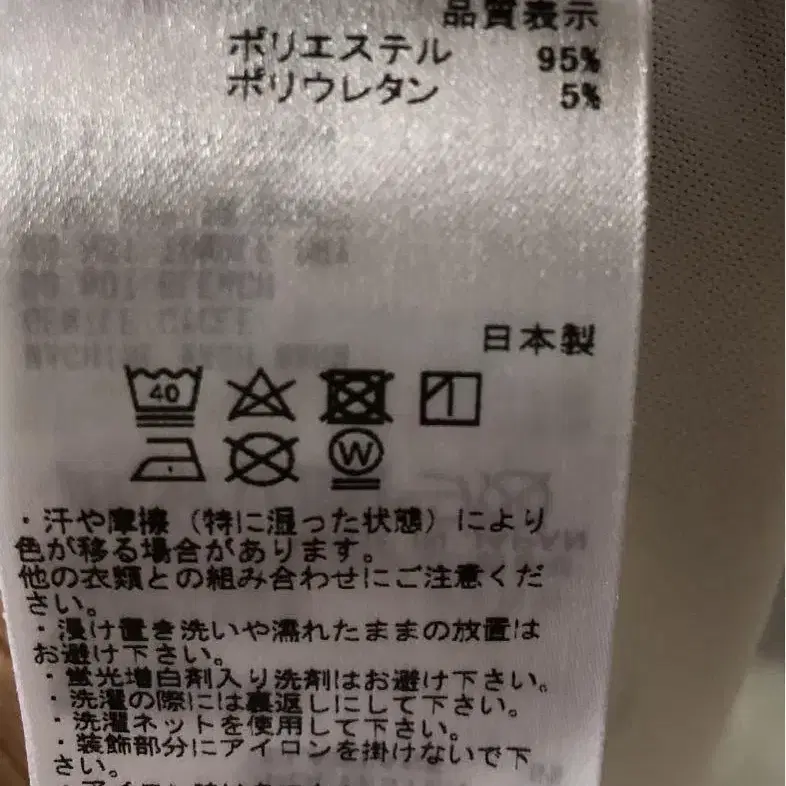 品質表示
ポリエステル 95%
ポリウレタン 5%
日本製
40
W
・汗や摩擦（特に湿った状態）により
色が移る場合があります。
他の衣類との組み合わせにご注意くだ
さい。
・浸け置き洗いや濡れたままの放置は
お避け下さい。
・蛍光増白剤入り洗剤はお避け下さい。
・洗濯の際には裏返しにして下さい。
・洗濯ネットを使用して下さい。
・装飾部分にアイロンを掛けないで下
さい。